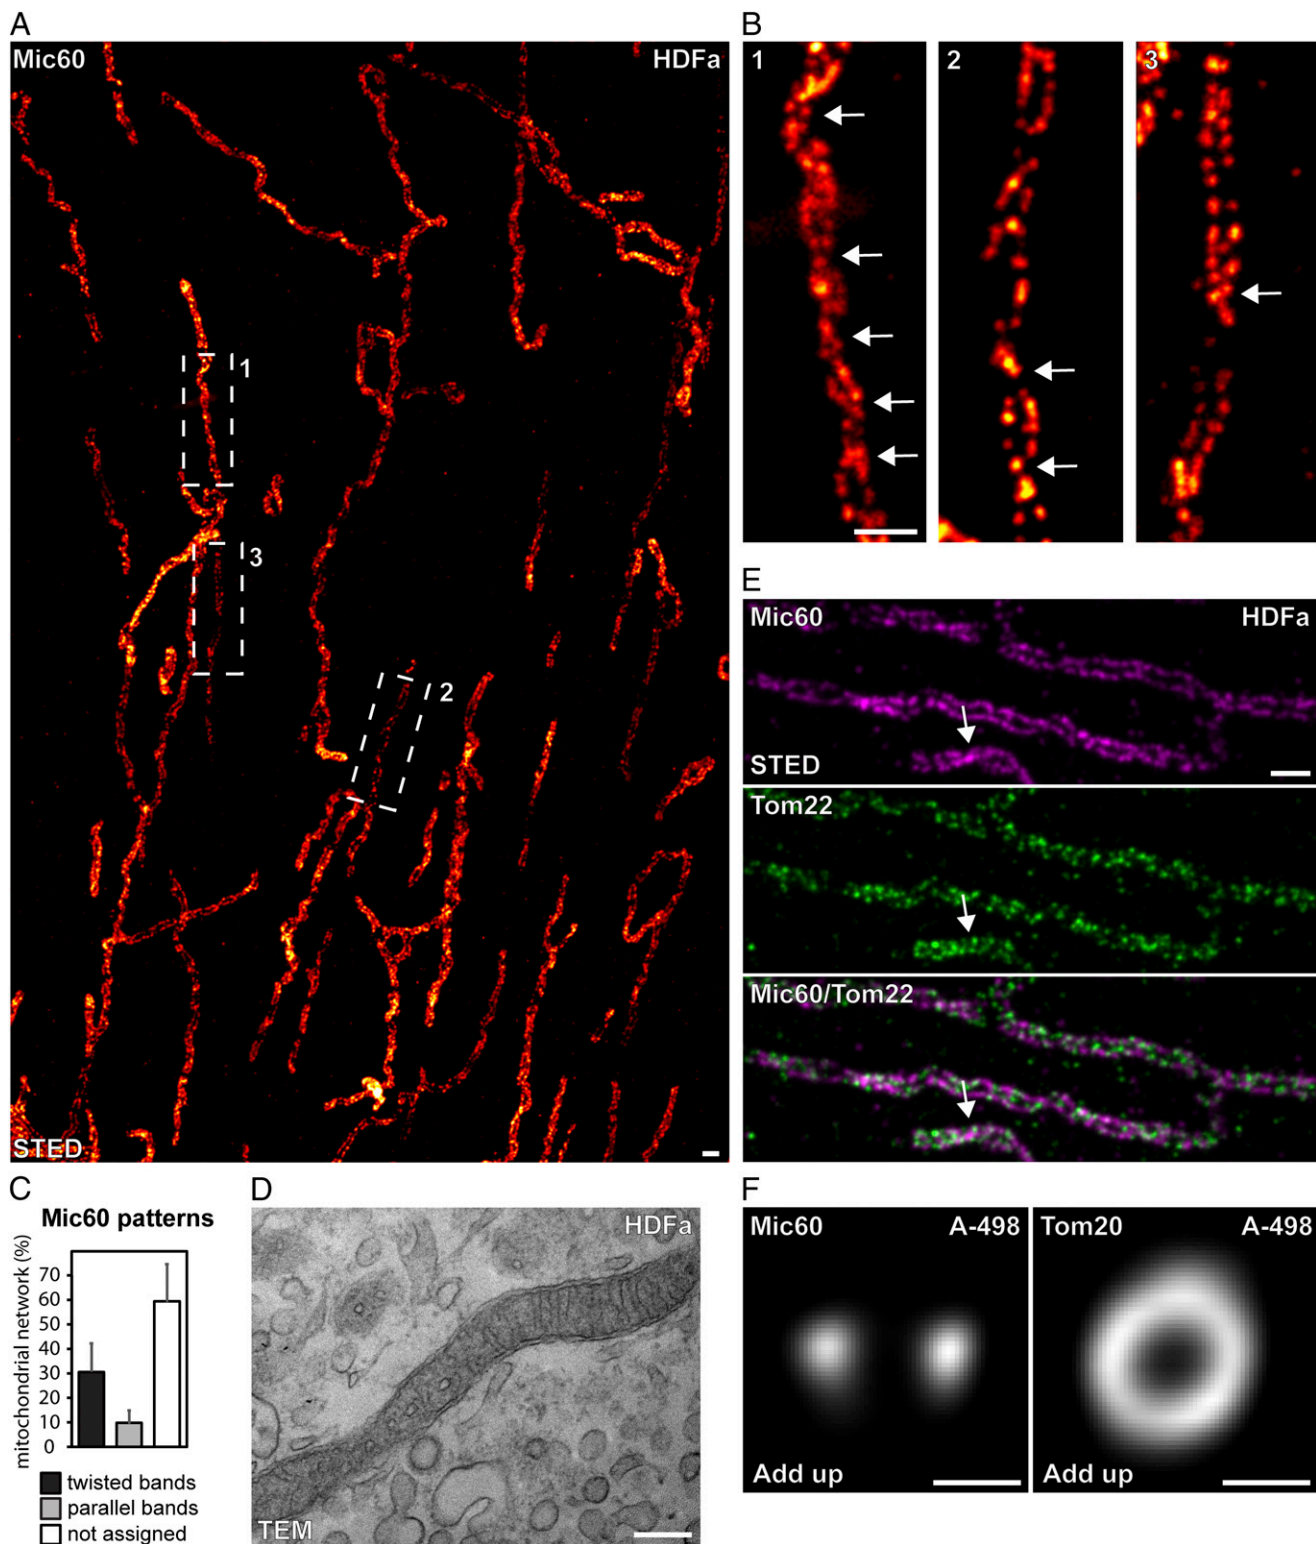 A
Mic60 HDFa
1
3
2
STED
B
1 2 3
E
Mic60 HDFa
STED
Tom22
Mic60/Tom22
C
Mic60 patterns
mitochondrial network (%)
70
60
50
40
30
20
10
0
twisted bands
parallel bands
not assigned
D
HDFa
TEM
F
Mic60 A-498
Add up
Tom20 A-498
Add up